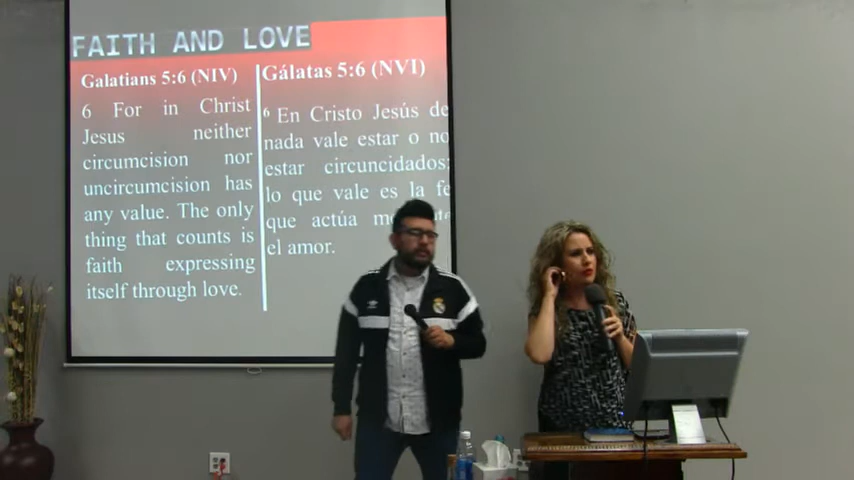 FAITH AND LOVE
Galatians 5:6 (NIV)
6 For in Christ
Jesus neither
circumcision nor
uncircumcision has
any value. The only
thing that counts is
faith expressing
itself through love.
Gálatas 5:6 (NVI)
6 En Cristo Jesús de
nada vale estar o no
estar circuncidados;
lo que vale es la fe
que actúa
el amor.